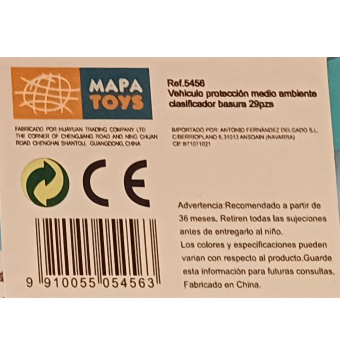 MAPA
TOYS
Ref.5456
Vehiculo protección medio ambiente
clasificador basura 29pzs
FABRICADO POR:HUAYUAN TRADING COMPANY LTD
THE CORNER OF CHENGJIANG ROAD AND NING CHUAN
ROAD CHENGHAI SHANTOU, GUANGDONG, CHINA
IMPORTADO POR: ANTONIO FERNÁNDEZ DELGADO S.L.
C/BERRIOPLANO 6,31013 ANSOAIN (NAVARRA)
CIF B71071021
CE
Advertencia:Recomendado a partir de
36 meses. Retiren todas las sujeciones
antes de entregarlo al niño.
Los colores y especificaciones pueden
varian con respecto al producto.Guarde
esta información para futuras consultas.
Fabricado en China.
9 910055 054563